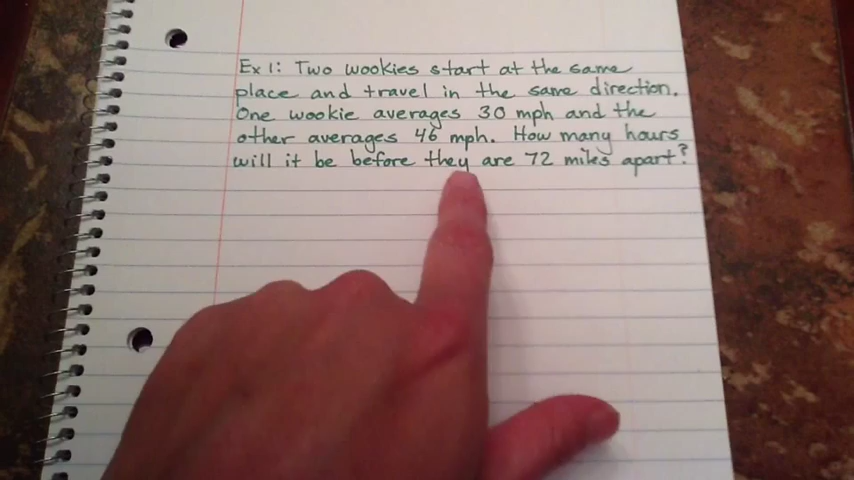 Ex 1: Two wookies start at the same
place and travel in the same direction.
One wookie averages 30 mph and the
other averages 46 mph. How many hours
will it be before they are 72 miles apart?